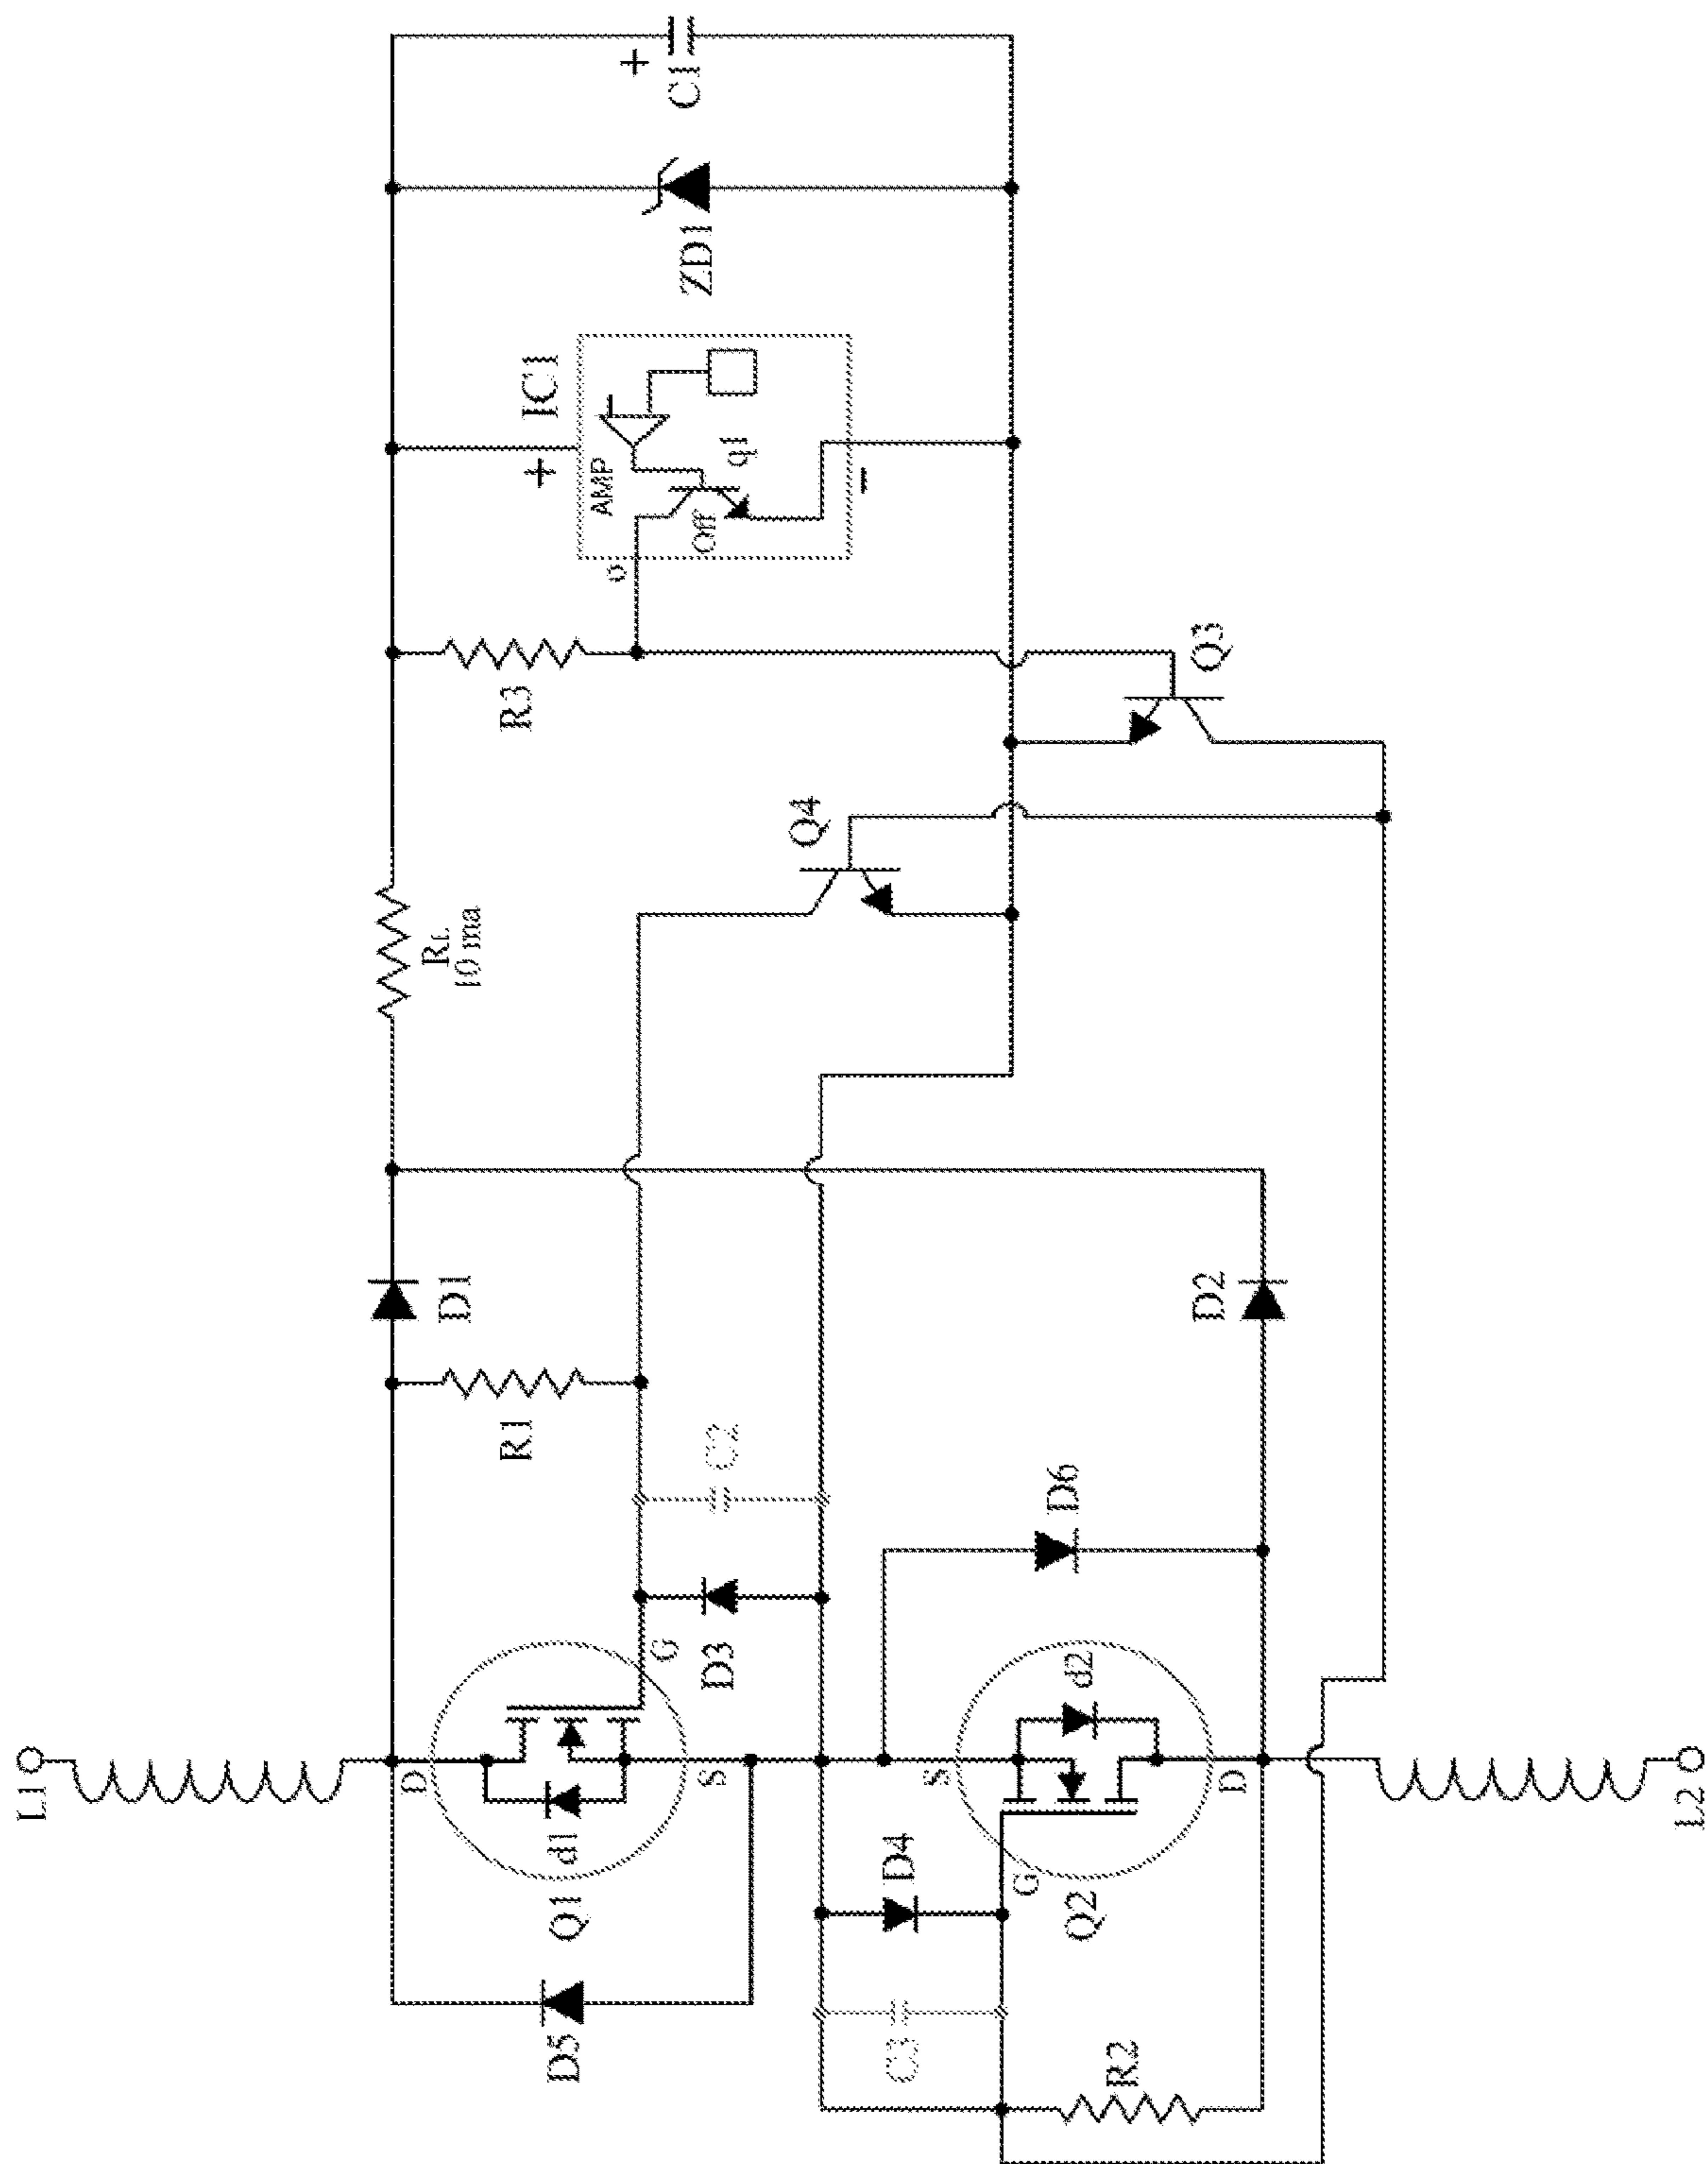 L1
D5
Q1
d1
D
S
G
D3
C2
R1
D1
10 ma
R3
Q4
Q3
IC1
+
AMP
Off
q1
o
-
ZD1
+
C1
D4
C3
R2
Q2
G
S
D
d2
D6
D2
L2